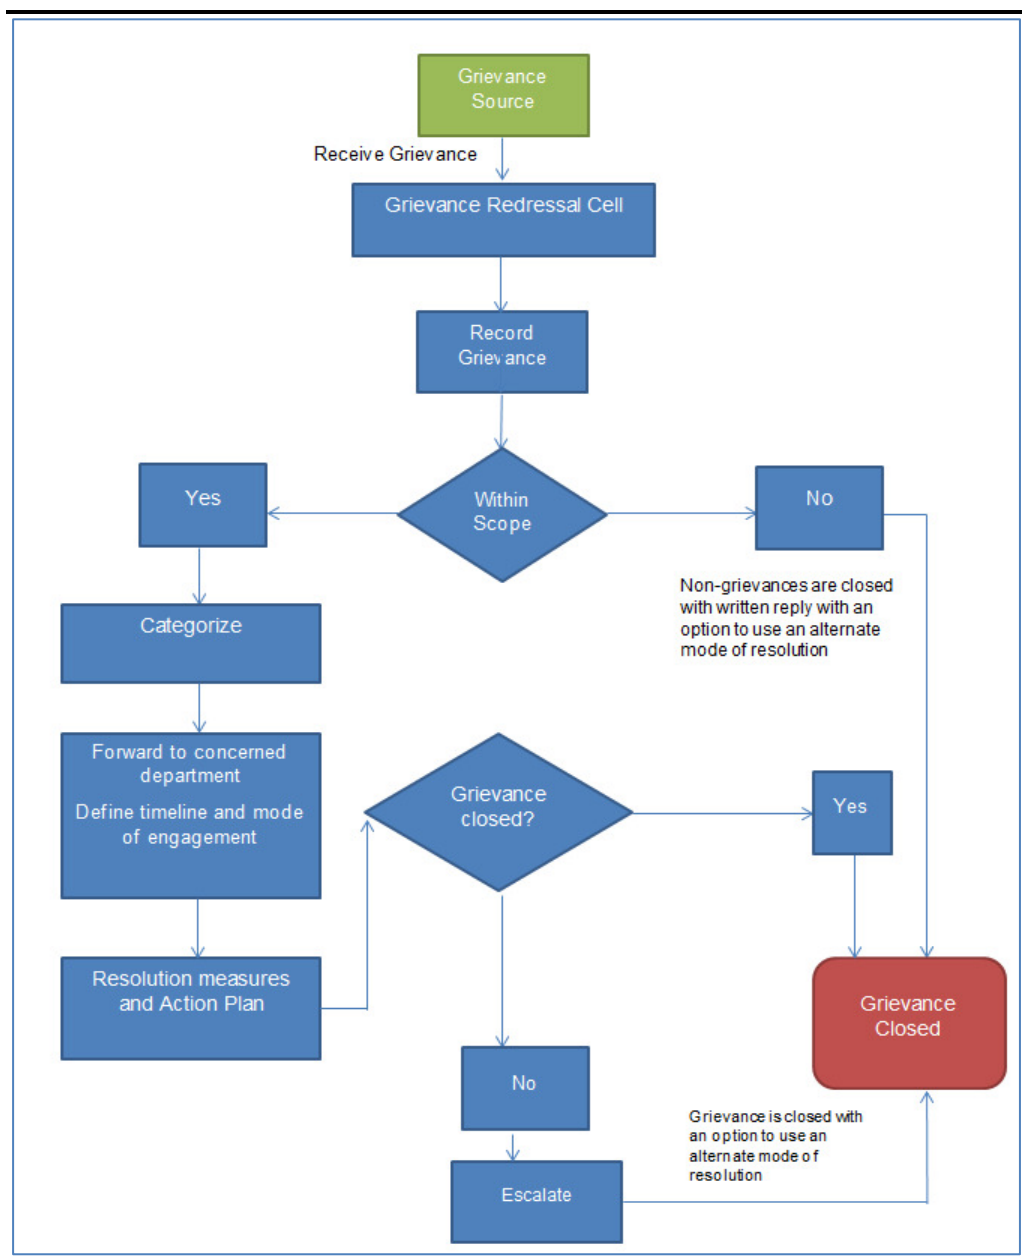 Grievance
Source
Receive Grievance
Grievance Redressal Cell
Record
Grievance
Within
Scope
Yes
No
Non-grievances are closed
with written reply with an
option to use an alternate
mode of resolution
Categorize
Forward to concerned
department
Define timeline and mode
of engagement
Grievance
closed?
Yes
Resolution measures
and Action Plan
Grievance
Closed
No
Grievance is closed with
an option to use an
alternate mode of
resolution
Escalate